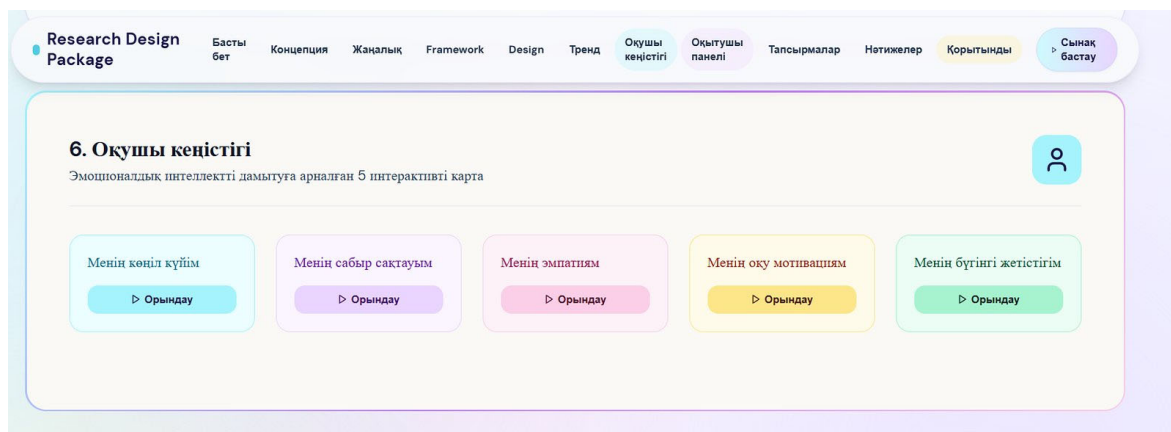 Research Design
Package
Басты
бет
Концепция
Жаңалық
Framework
Design
Тренд
Оқушы
кеңістігі
Оқытушы
панелі
Тапсырмалар
Нәтижелер
Қорытынды
Сынақ
бастау
6. Оқушы кеңістігі
Эмоционалдық интеллектті дамытуға арналған 5 интерактивті карта
Менің көңіл күйім
Орындау
Менің сабыр сақтауым
Орындау
Менің эмпатиям
Орындау
Менің оқу мотивациям
Орындау
Менің бүгінгі жетістігім
Орындау